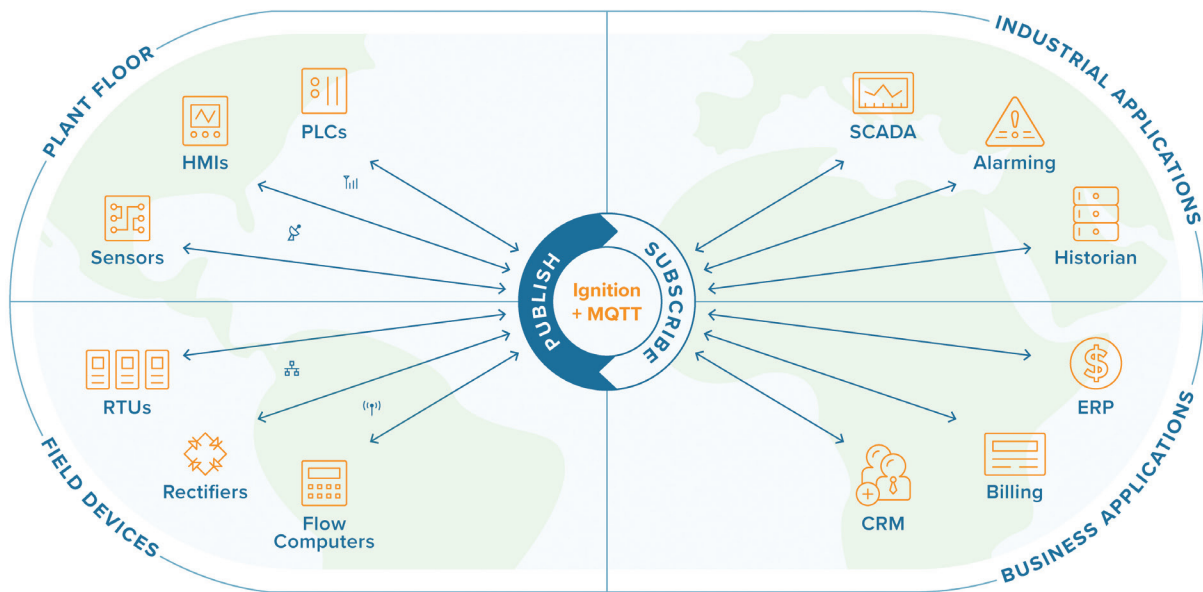 PLANT FLOOR
INDUSTRIAL APPLICATIONS
PLCs
HMIs
Sensors
SCADA
Alarming
Historian
PUBLISH
SUBSCRIBE
Ignition
+ MQTT
RTUs
Rectifiers
Flow
Computers
ERP
Billing
CRM
FIELD DEVICES
BUSINESS APPLICATIONS